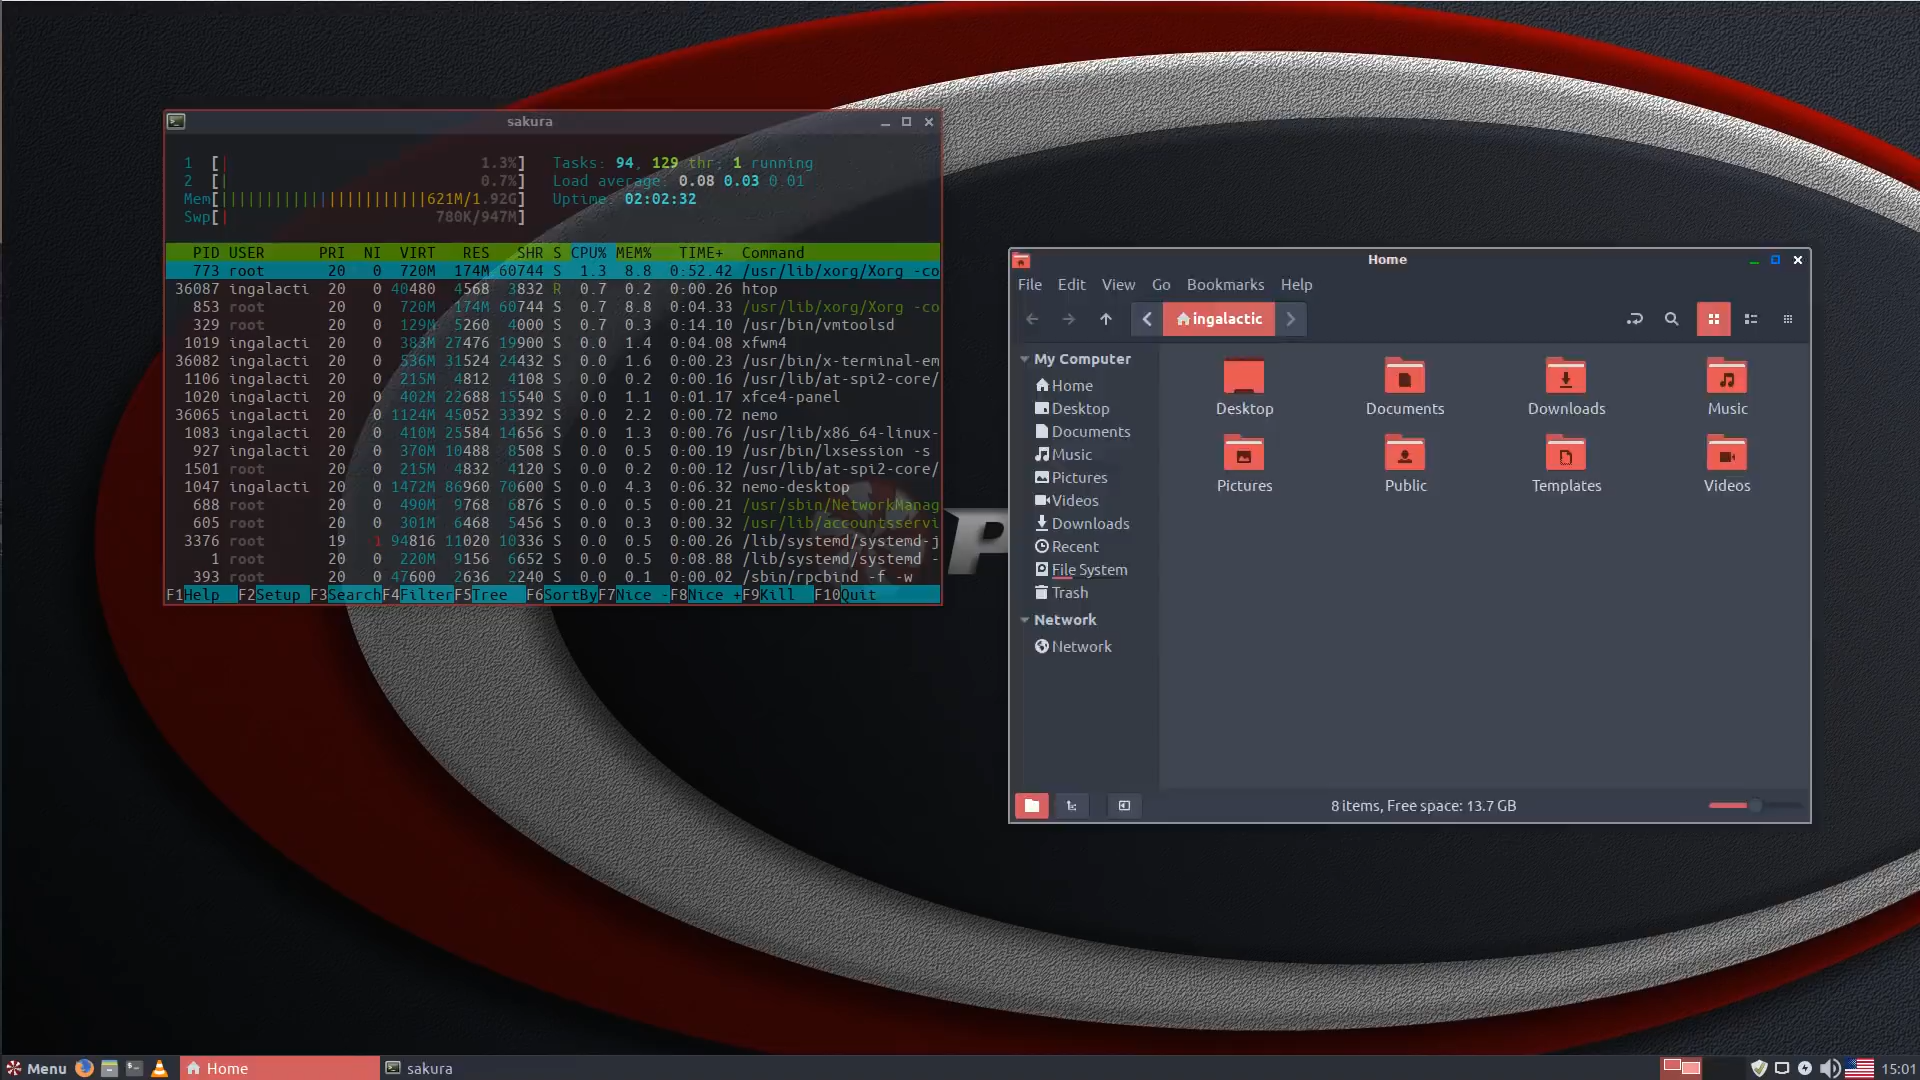 sakura
1 [| 1.3%] Tasks: 94, 129 thr; 1 running
2 [| 0.7%] Load average: 0.08 0.03 0.01
Mem[|||||||||||||||||||||||621M/1.92G] Uptime: 02:02:32
Swp[| 780K/947M]
PID USER PRI NI VIRT RES SHR S CPU% MEM% TIME+ Command
773 root 20 0 720M 174M 60744 S 1.3 8.8 0:52.42 /usr/lib/xorg/Xorg -co
36087 ingalacti 20 0 40480 4568 3832 R 0.7 0.2 0:00.26 htop
853 root 20 0 720M 174M 60744 S 0.7 8.8 0:04.33 /usr/lib/xorg/Xorg -co
329 root 20 0 129M 5260 4000 S 0.7 0.3 0:14.10 /usr/bin/vmtoolsd
1019 ingalacti 20 0 383M 27476 19900 S 0.0 1.4 0:04.08 xfwm4
36082 ingalacti 20 0 536M 31524 24432 S 0.0 1.6 0:00.23 /usr/bin/x-terminal-em
1106 ingalacti 20 0 215M 4812 4108 S 0.0 0.2 0:00.16 /usr/lib/at-spi2-core/
1020 ingalacti 20 0 402M 22688 15540 S 0.0 1.1 0:01.17 xfce4-panel
36065 ingalacti 20 0 1124M 45052 33392 S 0.0 2.2 0:00.72 nemo
1083 ingalacti 20 0 410M 25584 14656 S 0.0 1.3 0:00.76 /usr/lib/x86_64-linux-
927 ingalacti 20 0 370M 10488 8508 S 0.0 0.5 0:00.19 /usr/bin/lxsession -s
1501 root 20 0 215M 4832 4120 S 0.0 0.2 0:00.12 /usr/lib/at-spi2-core/
1047 ingalacti 20 0 1472M 86960 70600 S 0.0 4.3 0:06.32 nemo-desktop
688 root 20 0 490M 9768 6876 S 0.0 0.5 0:00.21 /usr/sbin/NetworkManag
605 root 20 0 301M 6468 5456 S 0.0 0.3 0:00.32 /usr/lib/accountsservi
3376 root 19 -1 94816 11020 10336 S 0.0 0.5 0:00.26 /lib/systemd/systemd-j
1 root 20 0 220M 9156 6652 S 0.0 0.5 0:08.88 /lib/systemd/systemd -
393 root 20 0 47600 2636 2240 S 0.0 0.1 0:00.02 /sbin/rpcbind -f -w
F1Help F2Setup F3SearchF4FilterF5Tree F6SortByF7Nice -F8Nice +F9Kill F10Quit
P
Home
File Edit View Go Bookmarks Help
ingalactic
My Computer
Home
Desktop
Documents
Music
Pictures
Videos
Downloads
Recent
File System
Trash
Network
Network
Desktop Documents Downloads Music
Pictures Public Templates Videos
8 items, Free space: 13.7 GB
Menu Home sakura 15:01